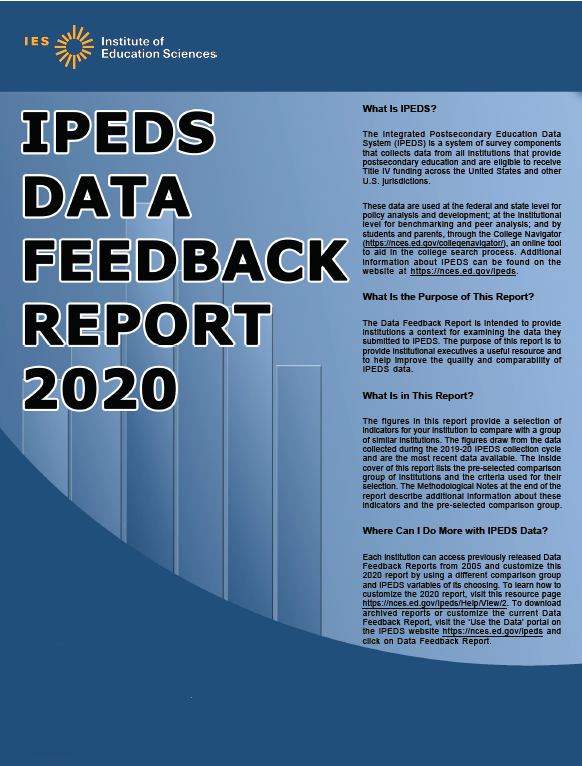 IES
Institute of
Education Sciences
IPEDS
DATA
FEEDBACK
REPORT
2020
What Is IPEDS?
The Integrated Postsecondary Education Data
System (IPEDS) is a system of survey components
that collects data from all institutions that provide
postsecondary education and are eligible to receive
Title IV funding across the United States and other
U.S. jurisdictions.
These data are used at the federal and state level for
policy analysis and development; at the institutional
level for benchmarking and peer analysis; and by
students and parents, through the College Navigator
(https://nces.ed.gov/collegenavigator/), an online tool
to aid in the college search process. Additional
information about IPEDS can be found on the
website at https://nces.ed.gov/ipeds.
What Is the Purpose of This Report?
The Data Feedback Report is intended to provide
institutions a context for examining the data they
submitted to IPEDS. The purpose of this report is to
provide institutional executives a useful resource and
to help improve the quality and comparability of
IPEDS data.
What Is in This Report?
The figures in this report provide a selection of
indicators for your institution to compare with a group
of similar institutions. The figures draw from the data
collected during the 2019-20 IPEDS collection cycle
and are the most recent data available. The inside
cover of this report lists the pre-selected comparison
group of institutions and the criteria used for their
selection. The Methodological Notes at the end of the
report describe additional information about these
indicators and the pre-selected comparison group.
Where Can I Do More with IPEDS Data?
Each institution can access previously released Data
Feedback Reports from 2005 and customize this
2020 report by using a different comparison group
and IPEDS variables of its choosing. To learn how to
customize the 2020 report, visit this resource page
https://nces.ed.gov/Ipeds/Help/View/2. To download
archived reports or customize the current Data
Feedback Report, visit the 'Use the Data' portal on
the IPEDS website https://nces.ed.gov/ipeds and
click on Data Feedback Report.